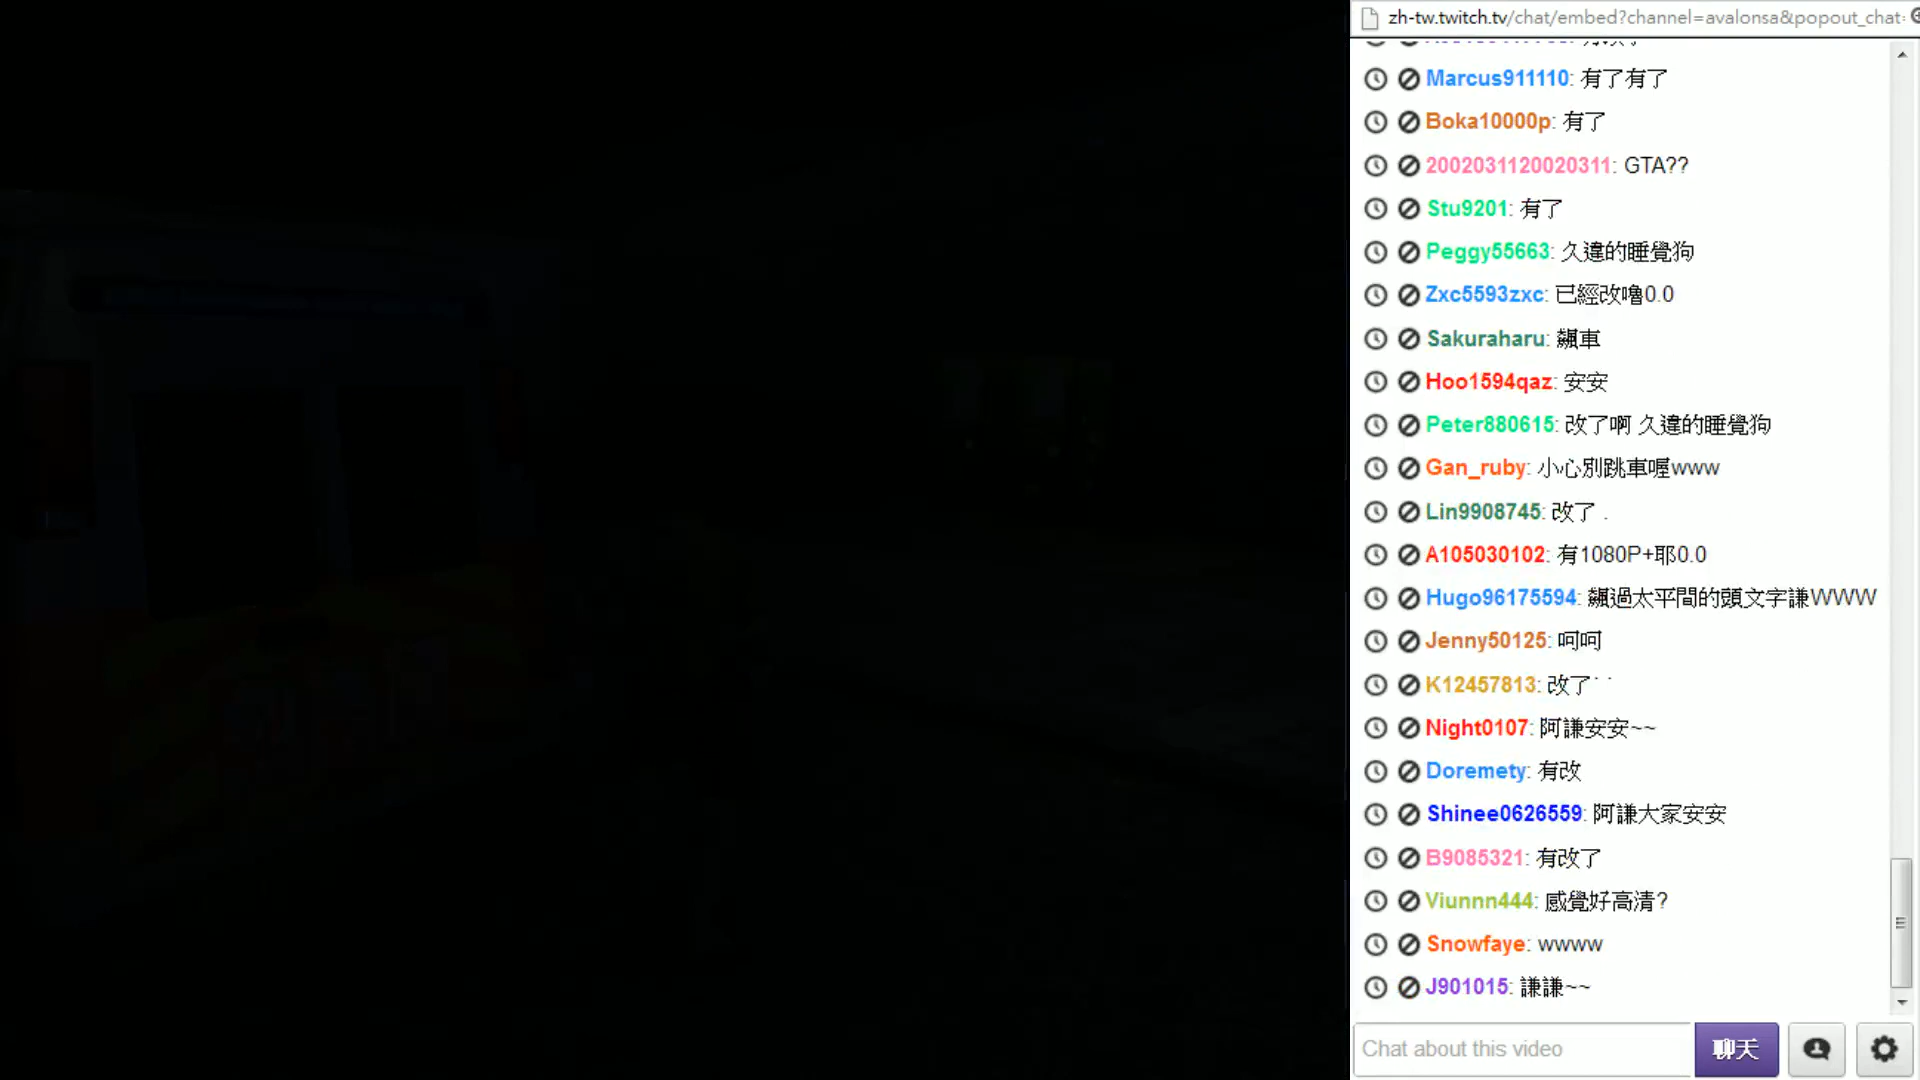 zh-tw.twitch.tv/chat/embed?channel=avalonsa&popout_chat
Marcus911110: 有了有了
Boka10000p: 有了
2002031120020311: GTA??
Stu9201: 有了
Peggy55663: 久違的睡覺狗
Zxc5593zxc: 已經改嚕0.0
Sakuraharu: 飆車
Hoo1594qaz: 安安
Peter880615: 改了啊 久違的睡覺狗
Gan_ruby: 小心別跳車喔www
Lin9908745: 改了 .
A105030102: 有1080P+耶0.0
Hugo96175594: 飆過太平間的頭文字謙WWW
Jenny50125: 呵呵
K12457813: 改了ˊˋ
Night0107: 阿謙安安~~
Doremety: 有改
Shinee0626559: 阿謙大家安安
B9085321: 有改了
Viunnn444: 感覺好高清?
Snowfaye: wwww
J901015: 謙謙~~
Chat about this video
聊天